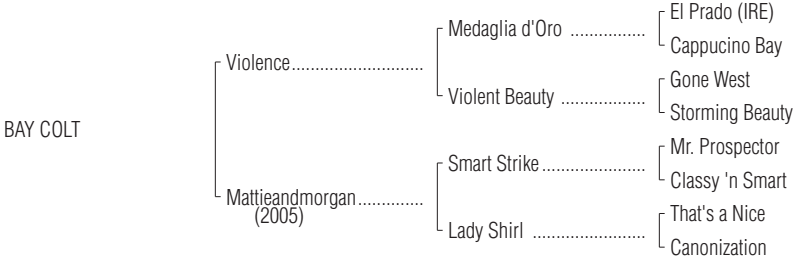 El Prado (IRE)
Medaglia d'Oro ................
Cappucino Bay
Violence............................
Gone West
Violent Beauty ..................
Storming Beauty
BAY COLT
Mr. Prospector
Smart Strike......................
Classy 'n Smart
Mattieandmorgan..............
(2005)
That's a Nice
Lady Shirl ........................
Canonization